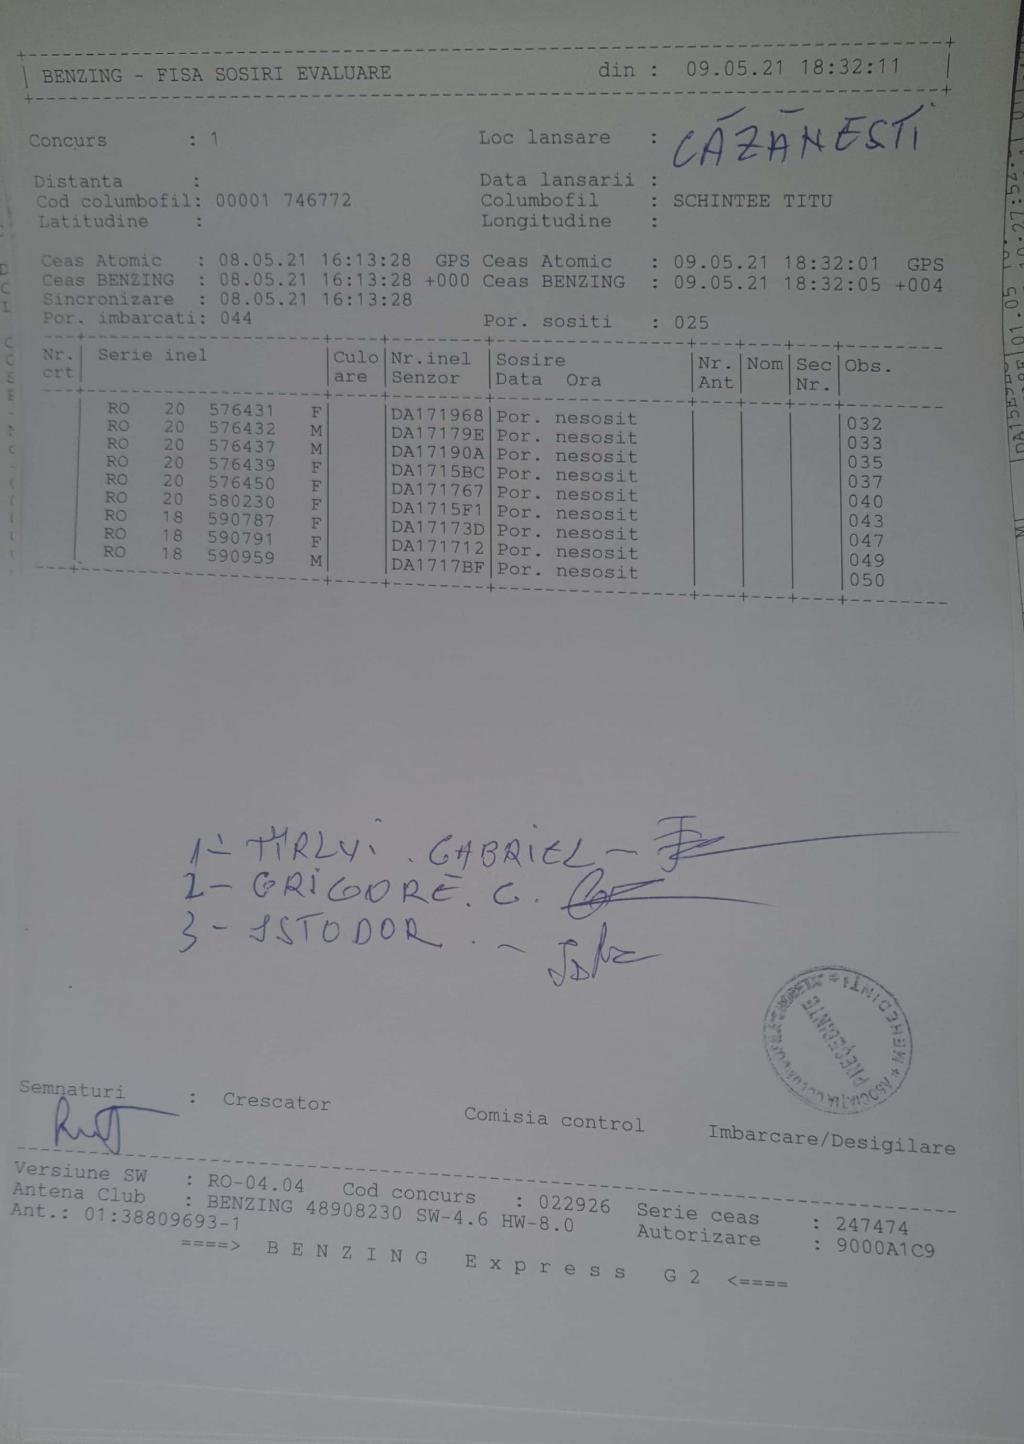 BENZING - FISA SOSIRI EVALUARE din : 09.05.21 18:32:11
Concurs : 1 Loc lansare : CĂZĂNESTI
Distanta : Data lansarii :
Cod columbofil: 00001 746772 Columbofil : SCHINTEE TITU
Latitudine : Longitudine :
Ceas Atomic : 08.05.21 16:13:28 GPS Ceas Atomic : 09.05.21 18:32:01 GPS
Ceas BENZING : 08.05.21 16:13:28 +000 Ceas BENZING : 09.05.21 18:32:05 +004
Sincronizare : 08.05.21 16:13:28
Por. imbarcati: 044 Por. sositi : 025
Nr. Serie inel Culo Nr.inel Sosire Nr. Nom Sec Obs.
crt are Senzor Data Ora Ant Nr.
RO 20 576431 F DA171968 Por. nesosit 032
RO 20 576432 M DA17179E Por. nesosit 033
RO 20 576437 M DA17190A Por. nesosit 035
RO 20 576439 F DA1715BC Por. nesosit 037
RO 20 576450 F DA171767 Por. nesosit 040
RO 20 580230 F DA1715F1 Por. nesosit 043
RO 18 590787 F DA17173D Por. nesosit 047
RO 18 590791 F DA171712 Por. nesosit 049
RO 18 590959 M DA1717BF Por. nesosit 050
1- GABRIEL -
2- GRIGORE. C.
3- ISTODOR . -
PREȘEDINTE
MEHEDINȚI * ASOCIAȚIA
Semnaturi : Crescator Comisia control Imbarcare/Desigilare
Versiune SW : RO-04.04 Cod concurs : 022926 Serie ceas : 247474
Antena Club : BENZING 48908230 SW-4.6 HW-8.0 Autorizare : 9000A1C9
Ant.: 01:38809693-1
====> B E N Z I N G E x p r e s s G 2 <====